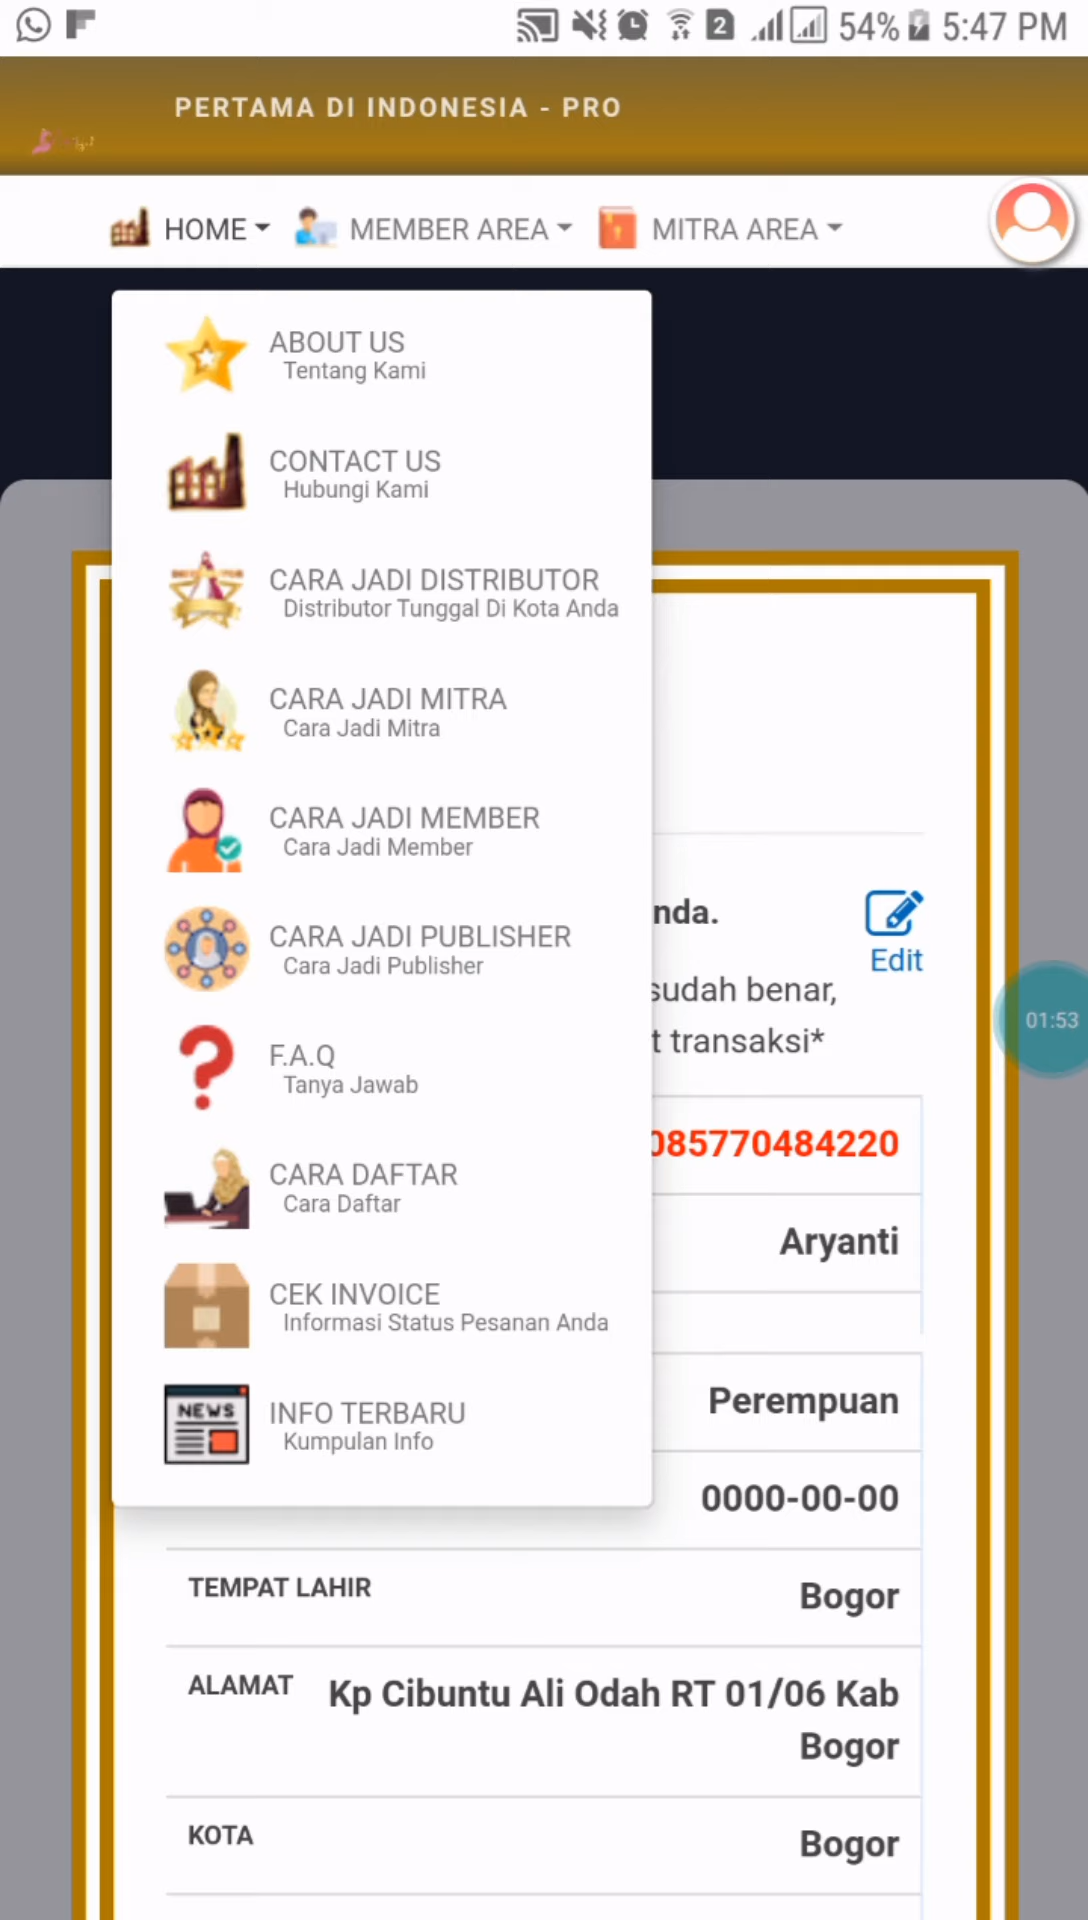 54% 5:47 PM
PERTAMA DI INDONESIA - PRO
HOME MEMBER AREA MITRA AREA
ABOUT US
Tentang Kami
CONTACT US
Hubungi Kami
CARA JADI DISTRIBUTOR
Distributor Tunggal Di Kota Anda
CARA JADI MITRA
Cara Jadi Mitra
CARA JADI MEMBER
Cara Jadi Member
nda.
CARA JADI PUBLISHER
Cara Jadi Publisher
Edit
sudah benar,
01:53
t transaksi*
F.A.Q
Tanya Jawab
085770484220
CARA DAFTAR
Cara Daftar
Aryanti
CEK INVOICE
Informasi Status Pesanan Anda
Perempuan
NEWS
INFO TERBARU
Kumpulan Info
0000-00-00
TEMPAT LAHIR Bogor
ALAMAT Kp Cibuntu Ali Odah RT 01/06 Kab
Bogor
KOTA Bogor